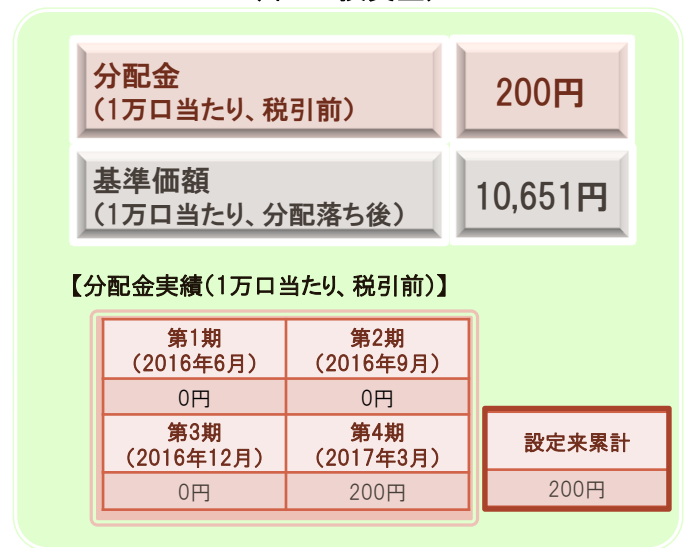 分配金
(1万口当たり、税引前)
200円
基準価額
(1万口当たり、分配落ち後)
10,651円
【分配金実績(1万口当たり、税引前)】
第1期
(2016年6月)
第2期
(2016年9月)
0円
0円
第3期
(2016年12月)
第4期
(2017年3月)
設定来累計
0円
200円
200円